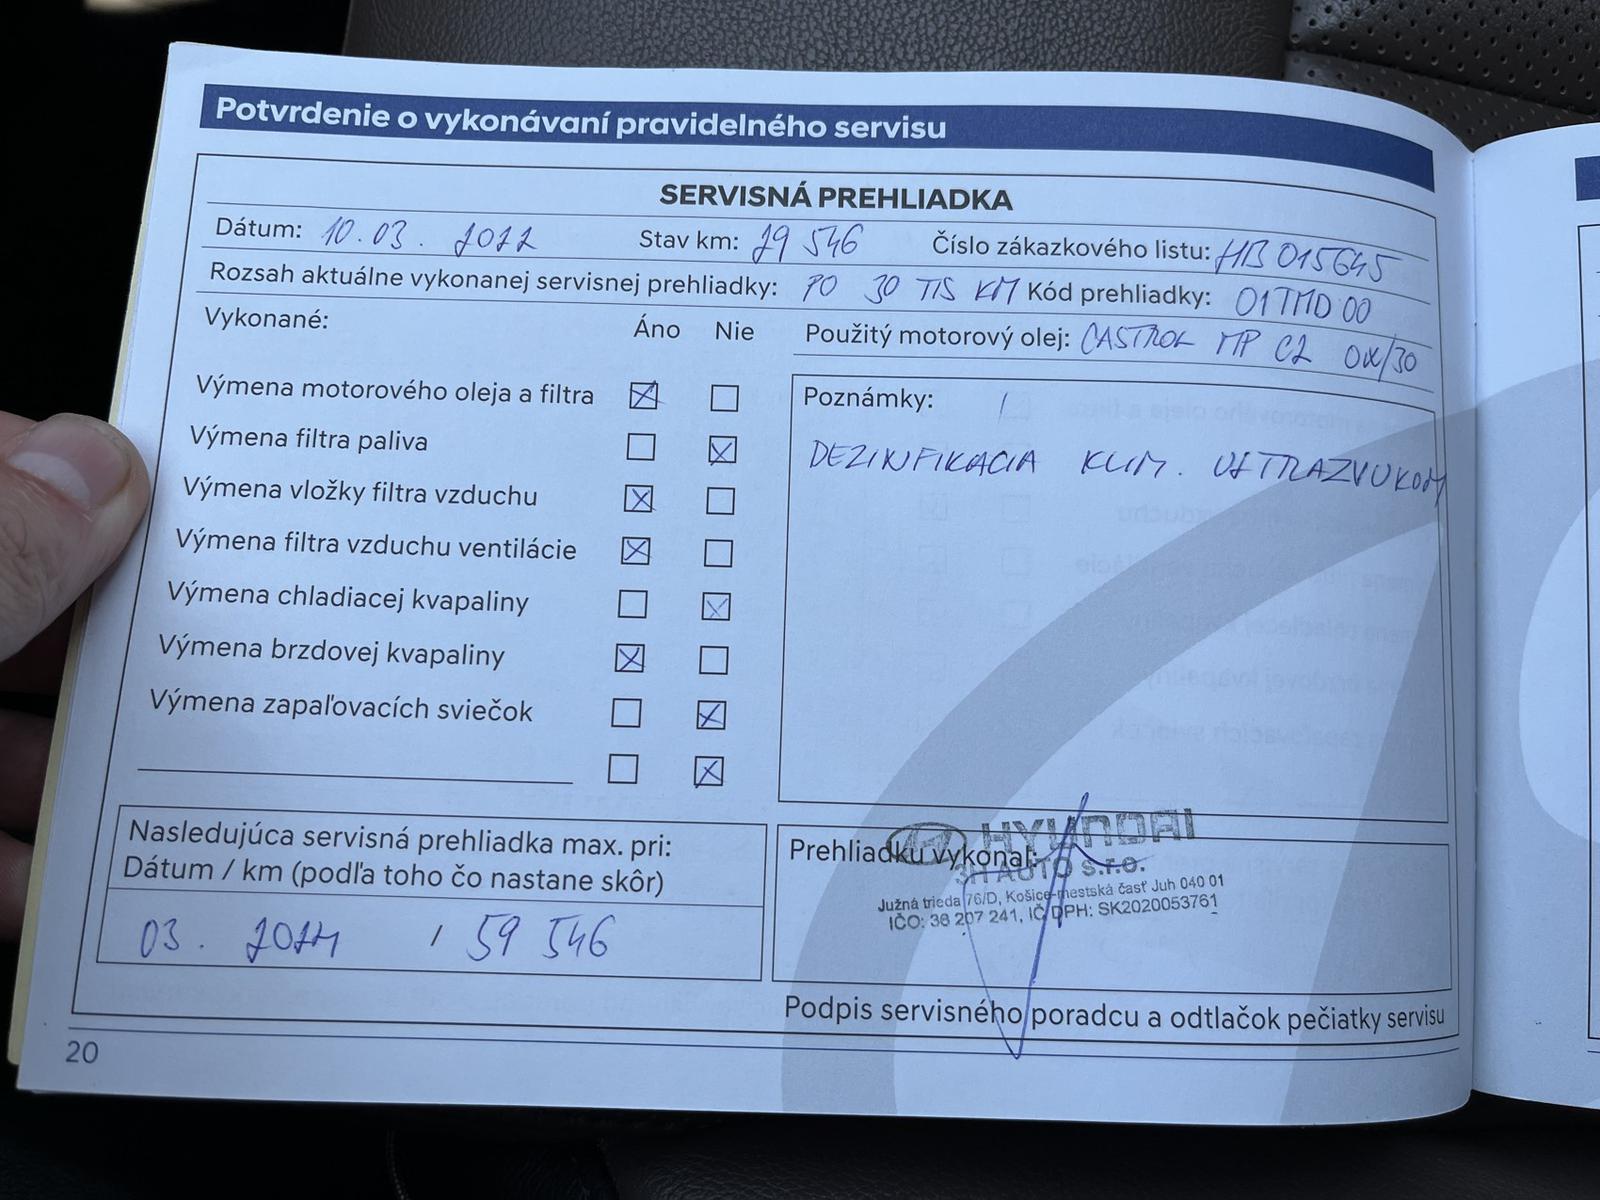 Potvrdenie o vykonávaní pravidelného servisu
SERVISNÁ PREHLIADKA
Dátum: 10.03. 2022 Stav km: 29 546 Číslo zákazkového listu: HB015645
Rozsah aktuálne vykonanej servisnej prehliadky: PO 30 TIS KM Kód prehliadky: 01TMD00
Vykonané: Áno Nie Použitý motorový olej: CASTROL MP C2 0W/30
Výmena motorového oleja a filtra
Poznámky:
Výmena filtra paliva
DEZINFIKACIA KLIM. ULTRAZVUKOM
Výmena vložky filtra vzduchu
Výmena filtra vzduchu ventilácie
Výmena chladiacej kvapaliny
Výmena brzdovej kvapaliny
Výmena zapaľovacích sviečok
Nasledujúca servisná prehliadka max. pri:
Dátum / km (podľa toho čo nastane skôr)
03. 2024 / 59 546
HYUNDAI
Prehliadku vykonal:
3H AUTO s.r.o.
Južná trieda 76/D, Košice-mestská časť Juh 040 01
IČO: 36 207 241, IČ DPH: SK2020053761
Podpis servisného poradcu a odtlačok pečiatky servisu
20